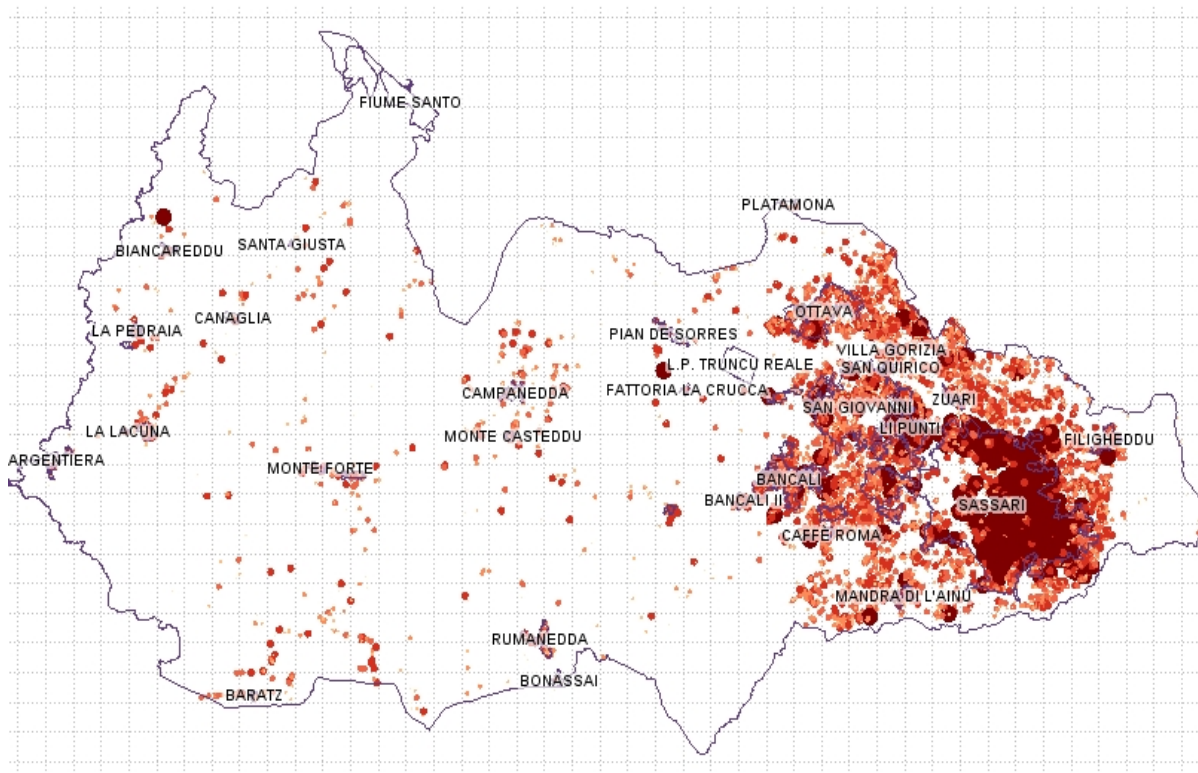 FIUME SANTO
PLATAMONA
BIANCAREDDU
SANTA GIUSTA
OTTAVA
CANAGLIA
LA PEDRAIA
PIAN DE SORRES
VILLA GORIZIA
L.P. TRUNCU REALE
SAN QUIRICO
CAMPANEDDA
FATTORIA LA CRUCCA
ZUARI
SAN GIOVANNI
LA LACUNA
MONTE CASTEDDU
LI PUNTI
FILIGHEDDU
ARGENTIERA
MONTE FORTE
BANCALI
BANCALI II
SASSARI
CAFFE ROMA
MANDRA DI L'AINU
RUMANEDDA
BONASSAI
BARATZ